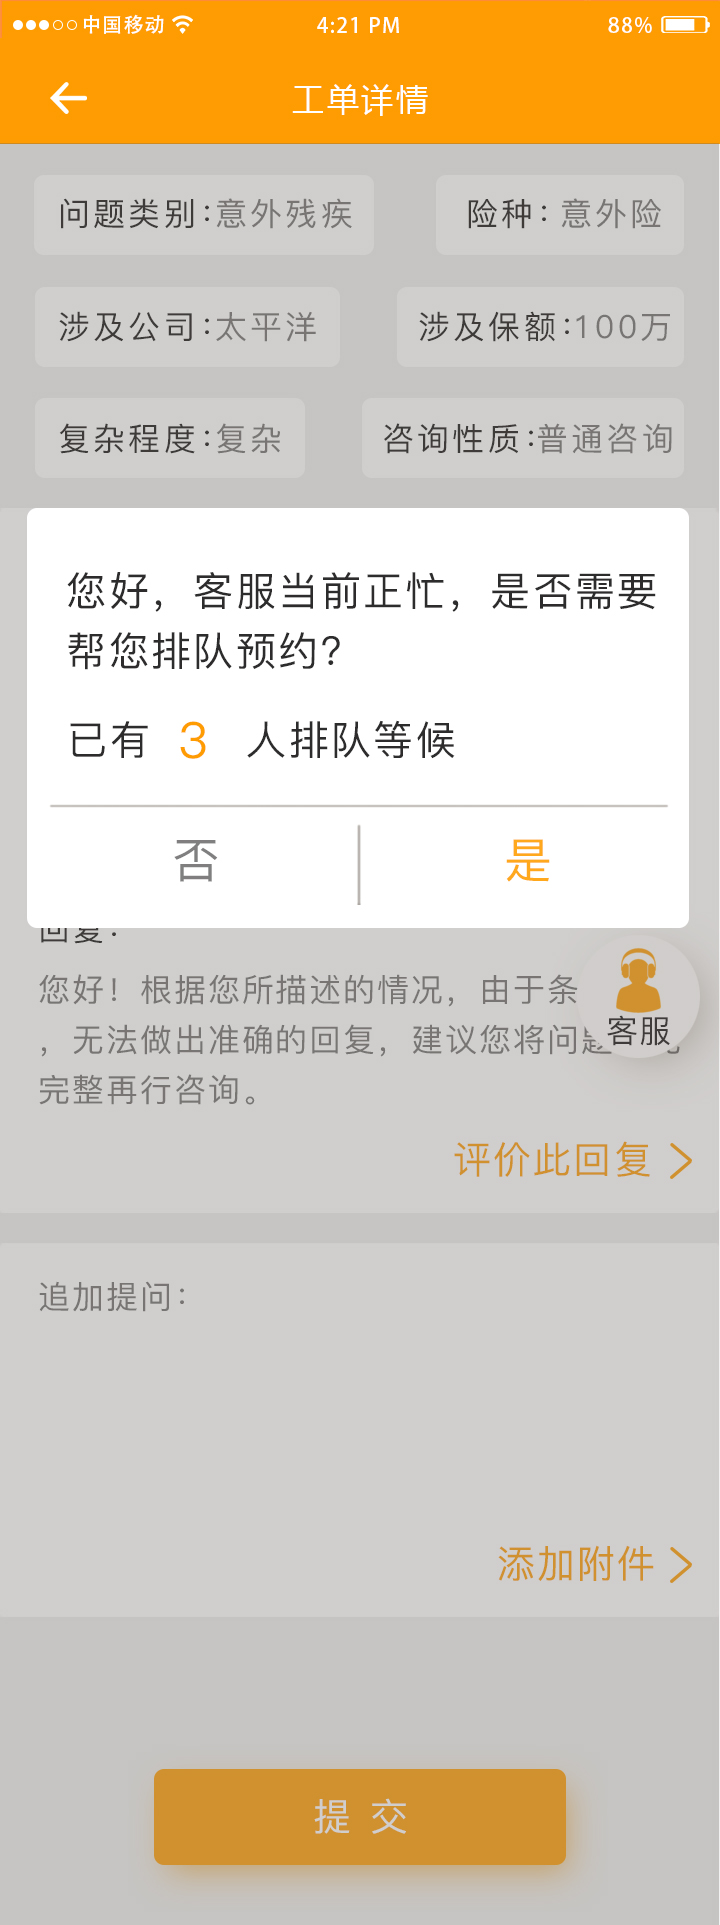 中国移动 4:21 PM 88%
工单详情
问题类别：意外残疾 险种：意外险
涉及公司：太平洋 涉及保额：100万
复杂程度：复杂 咨询性质：普通咨询
您好，客服当前正忙，是否需要
帮您排队预约？
已有 3 人排队等候
否 是
回复：
您好！根据您所描述的情况，由于条
，无法做出准确的回复，建议您将问题
客服
完整再行咨询。
评价此回复
追加提问：
添加附件
提 交